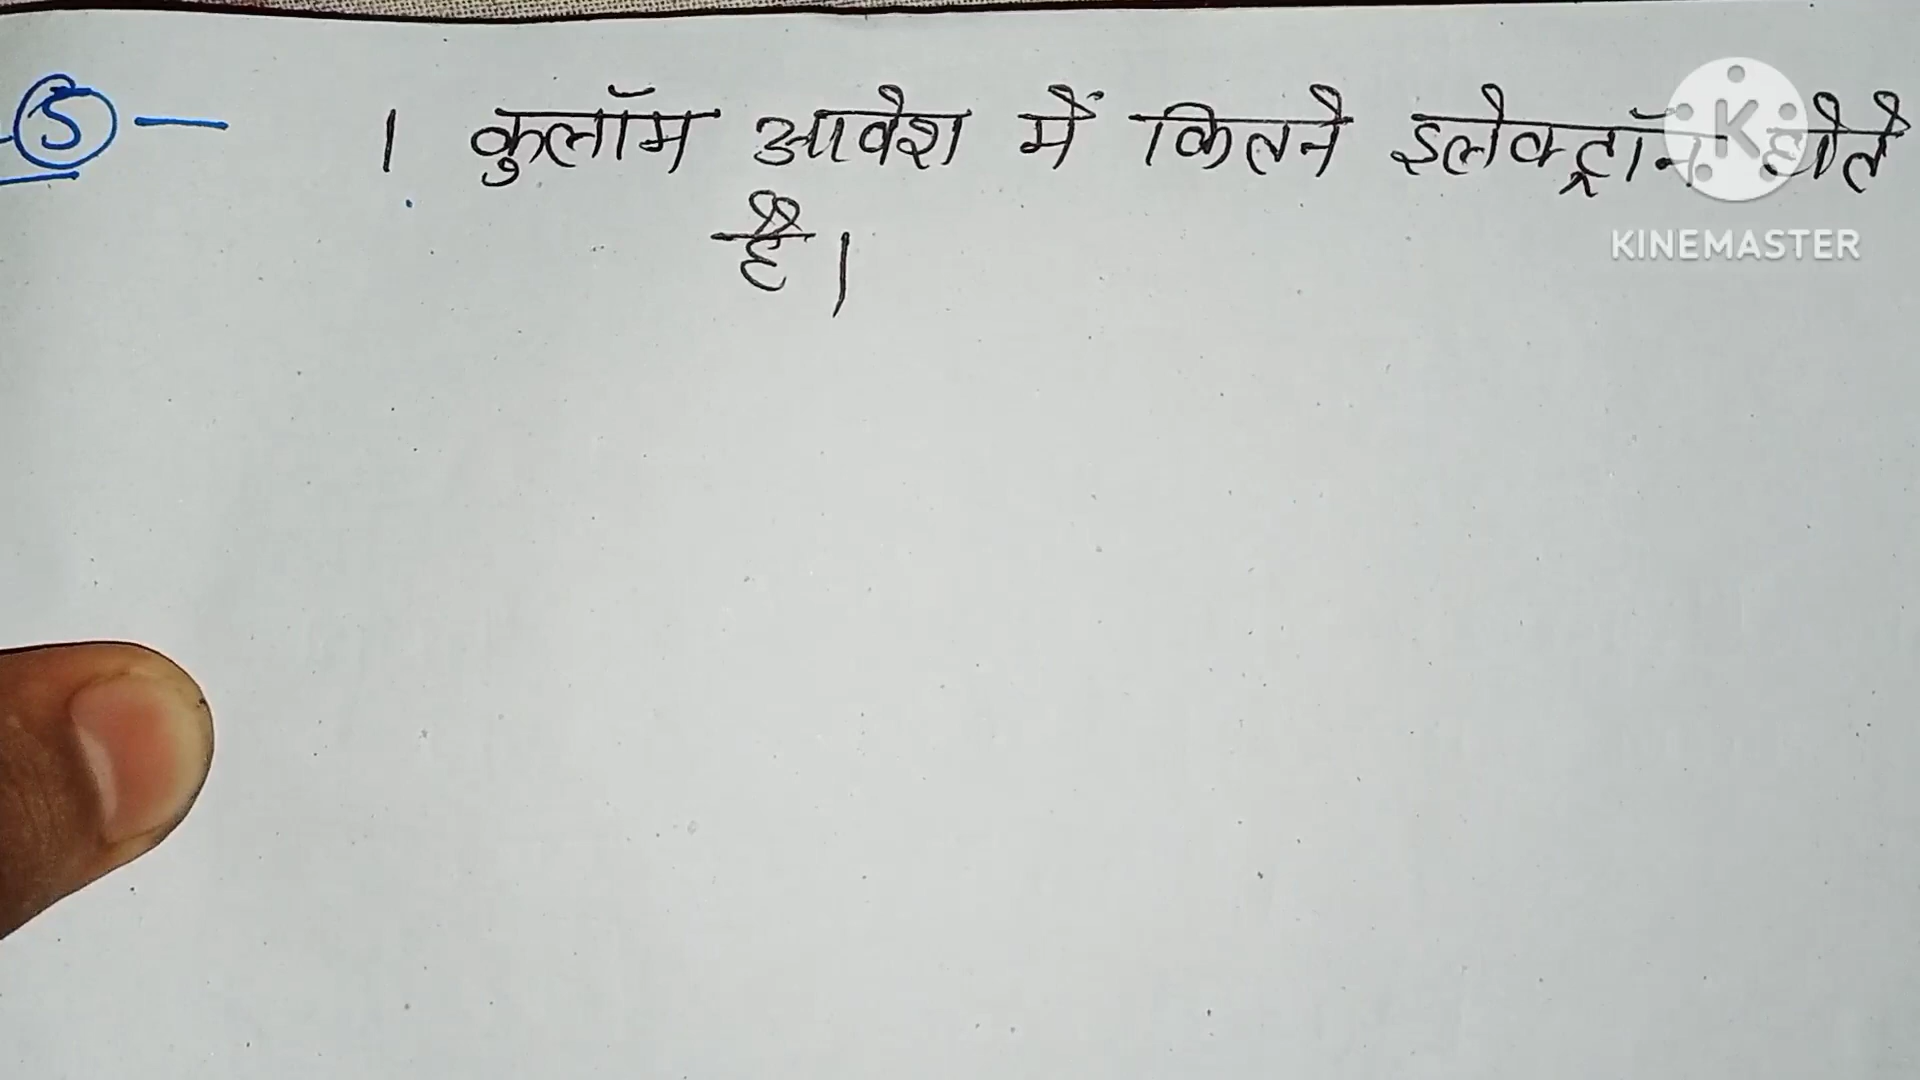 5 — 1 कुलॉम आवेश में कितने इलेक्ट्रॉन होते
है।
KINEMASTER